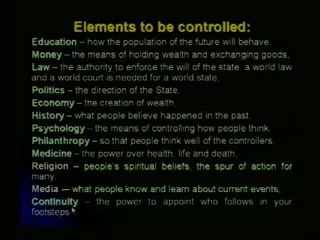 Elements to be controlled:
Education – how the population of the future will behave.
Money – the means of holding wealth and exchanging goods,
Law – the authority to enforce the will of the state. a world law
and a world court is needed for a world state,
Politics – the direction of the State.
Economy – the creation of wealth,
History – what people believe happened in the past.
Psychology – the means of controlling how people think.
Philanthropy – so that people think well of the controllers,
Medicine – the power over health, life and death,
Religion – people's spiritual beliefs, the spur of action for
many.
Media — what people know and learn about current events,
Continuity – the power to appoint who follows in your
footsteps.